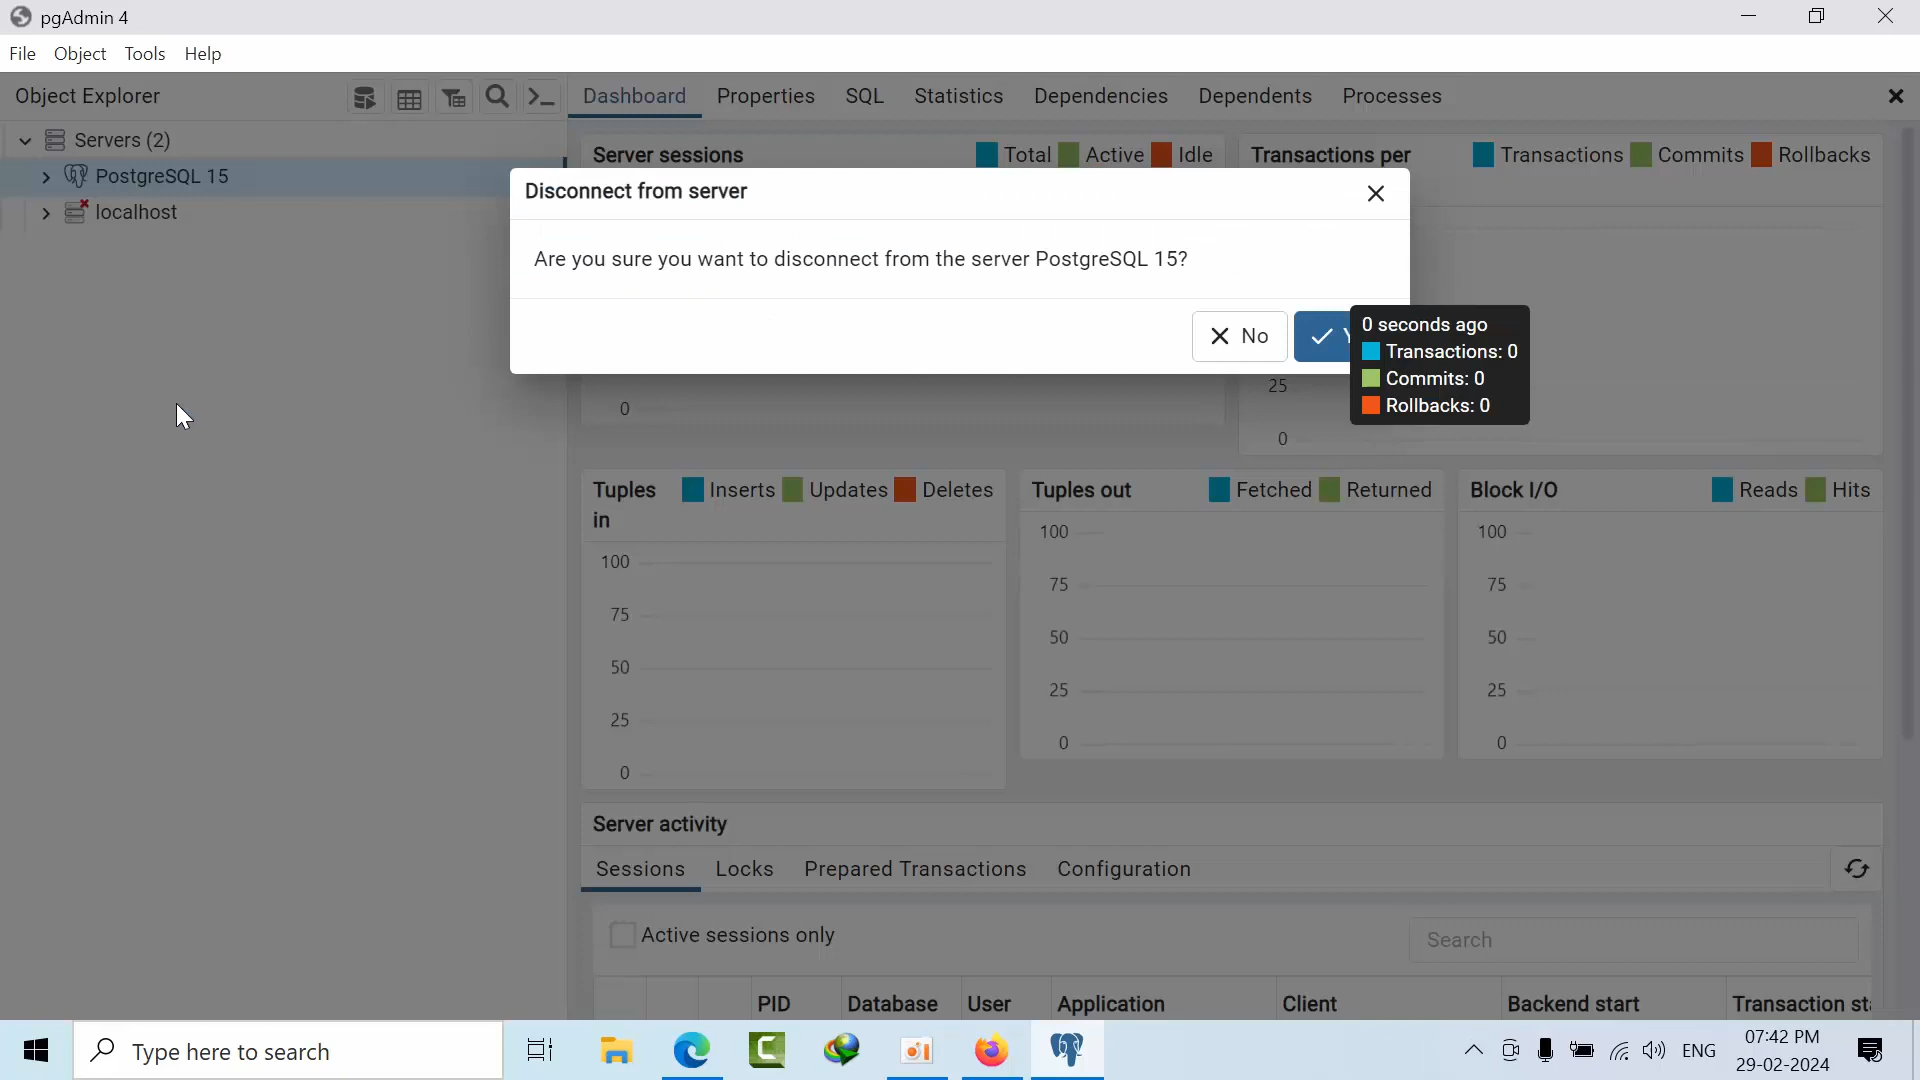 pgAdmin 4
File Object Tools Help
Object Explorer
Dashboard Properties SQL Statistics Dependencies Dependents Processes
Servers (2)
PostgreSQL 15
localhost
Server sessions
Total Active Idle
Transactions per
Transactions Commits Rollbacks
Disconnect from server
Are you sure you want to disconnect from the server PostgreSQL 15?
No
0 seconds ago
Transactions: 0
Commits: 0
Rollbacks: 0
0
25
0
Tuples in
Inserts Updates Deletes
100
75
50
25
0
Tuples out
Fetched Returned
100
75
50
25
0
Block I/O
Reads Hits
100
75
50
25
0
Server activity
Sessions Locks Prepared Transactions Configuration
Active sessions only
Search
PID Database User Application Client Backend start Transaction sta
Type here to search
ENG
07:42 PM
29-02-2024